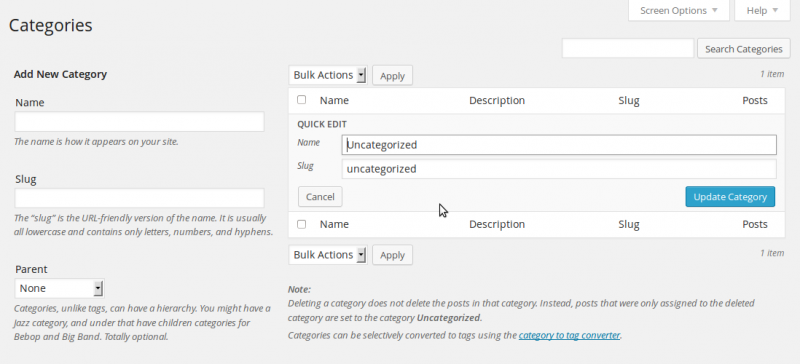 Screen Options
Help
Categories
Search Categories
Add New Category
Bulk Actions
Apply
1 item
Name
The name is how it appears on your site.
Slug
The “slug” is the URL-friendly version of the name. It is usually
all lowercase and contains only letters, numbers, and hyphens.
Parent
None
Categories, unlike tags, can have a hierarchy. You might have a
Jazz category, and under that have children categories for
Bebop and Big Band. Totally optional.
Name Description Slug Posts
QUICK EDIT
Name
Uncategorized
Slug
uncategorized
Cancel
Update Category
Name Description Slug Posts
Bulk Actions
Apply
1 item
Note:
Deleting a category does not delete the posts in that category. Instead, posts that were only assigned to the deleted
category are set to the category Uncategorized.
Categories can be selectively converted to tags using the category to tag converter.